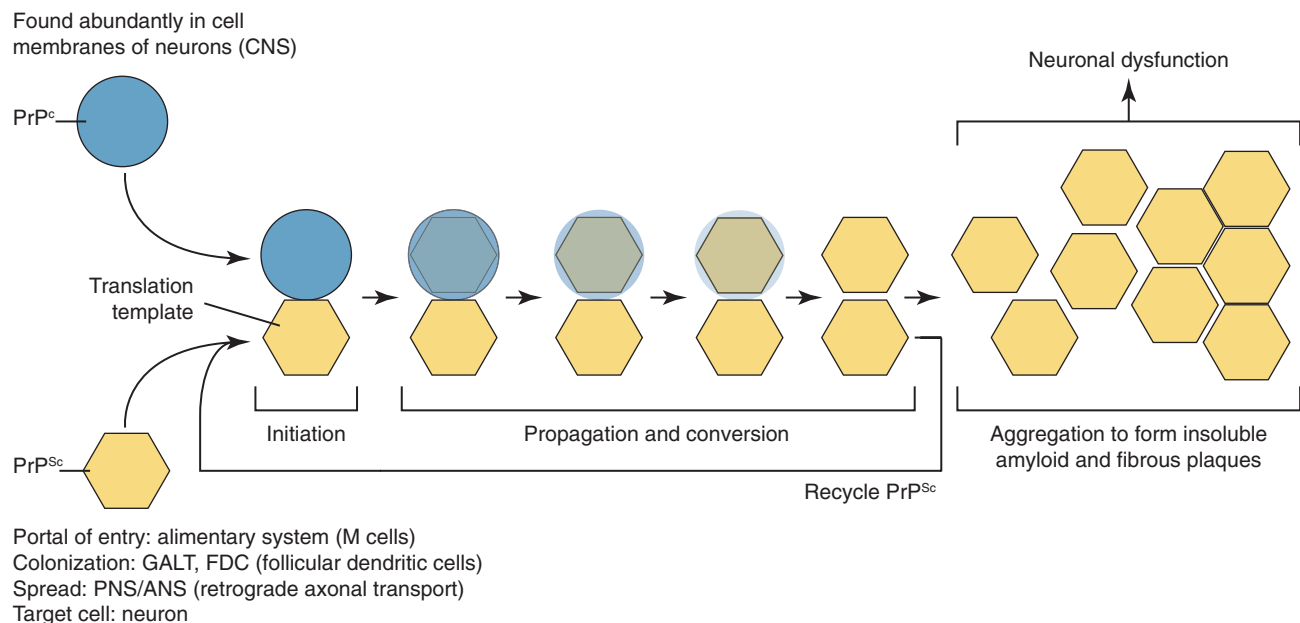 Found abundantly in cell
membranes of neurons (CNS)
PrPᶜ
Neuronal dysfunction
Translation
template
Initiation
Propagation and conversion
Aggregation to form insoluble
amyloid and fibrous plaques
PrPˢᶜ
Recycle PrPˢᶜ
Portal of entry: alimentary system (M cells)
Colonization: GALT, FDC (follicular dendritic cells)
Spread: PNS/ANS (retrograde axonal transport)
Target cell: neuron